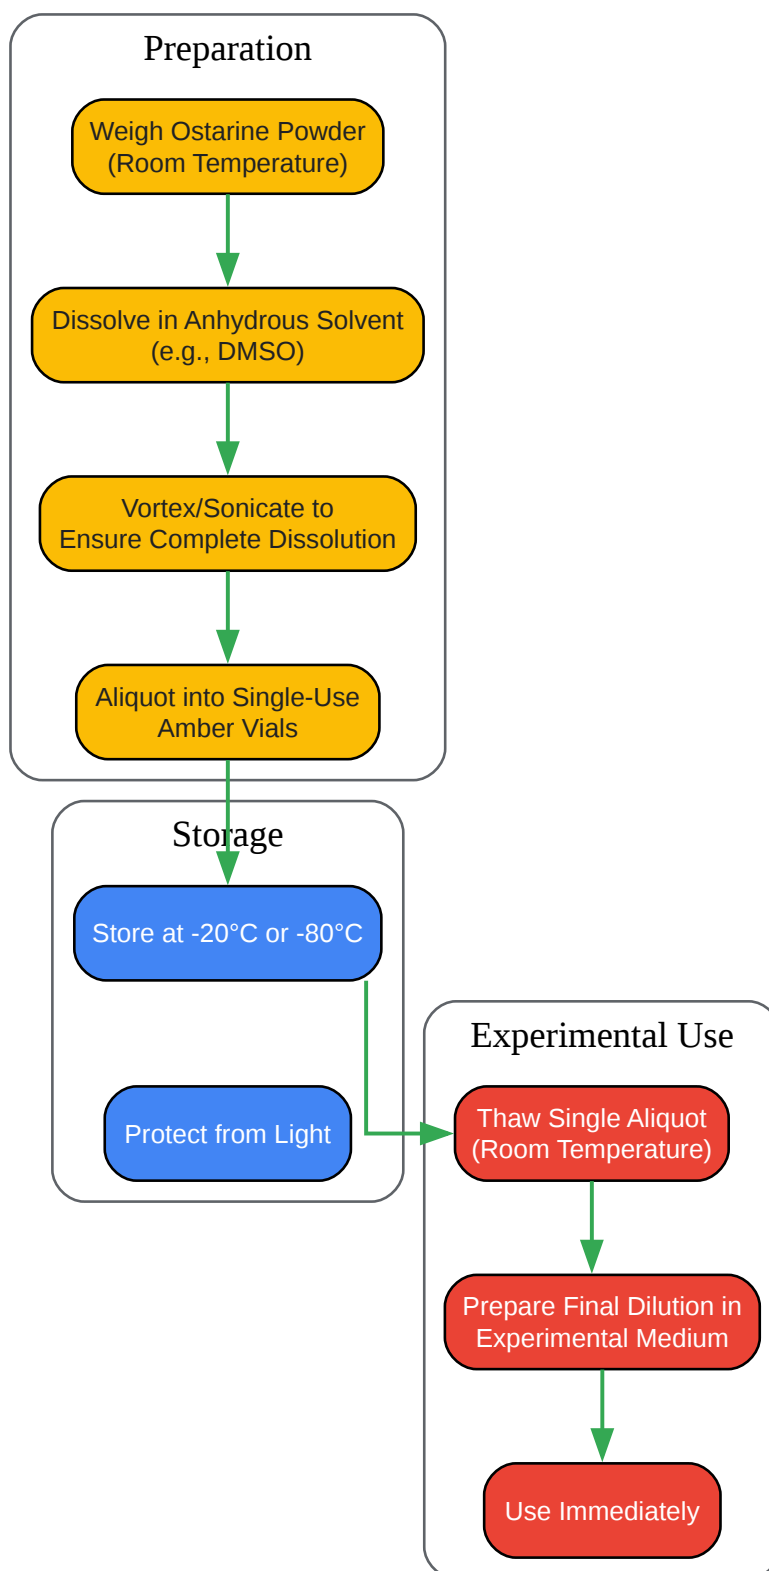 Preparation
Weigh Ostarine Powder
(Room Temperature)
Dissolve in Anhydrous Solvent
(e.g., DMSO)
Vortex/Sonicate to
Ensure Complete Dissolution
Aliquot into Single-Use
Amber Vials
Storage
Store at -20°C or -80°C
Protect from Light
Experimental Use
Thaw Single Aliquot
(Room Temperature)
Prepare Final Dilution in
Experimental Medium
Use Immediately